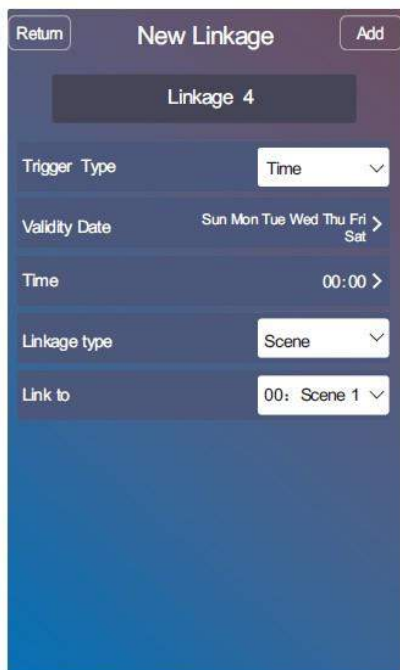 Return New Linkage Add
Linkage 4
Trigger Type Time
Validity Date Sun Mon Tue Wed Thu Fri
Sat
Time 00:00
Linkage type Scene
Link to 00: Scene 1